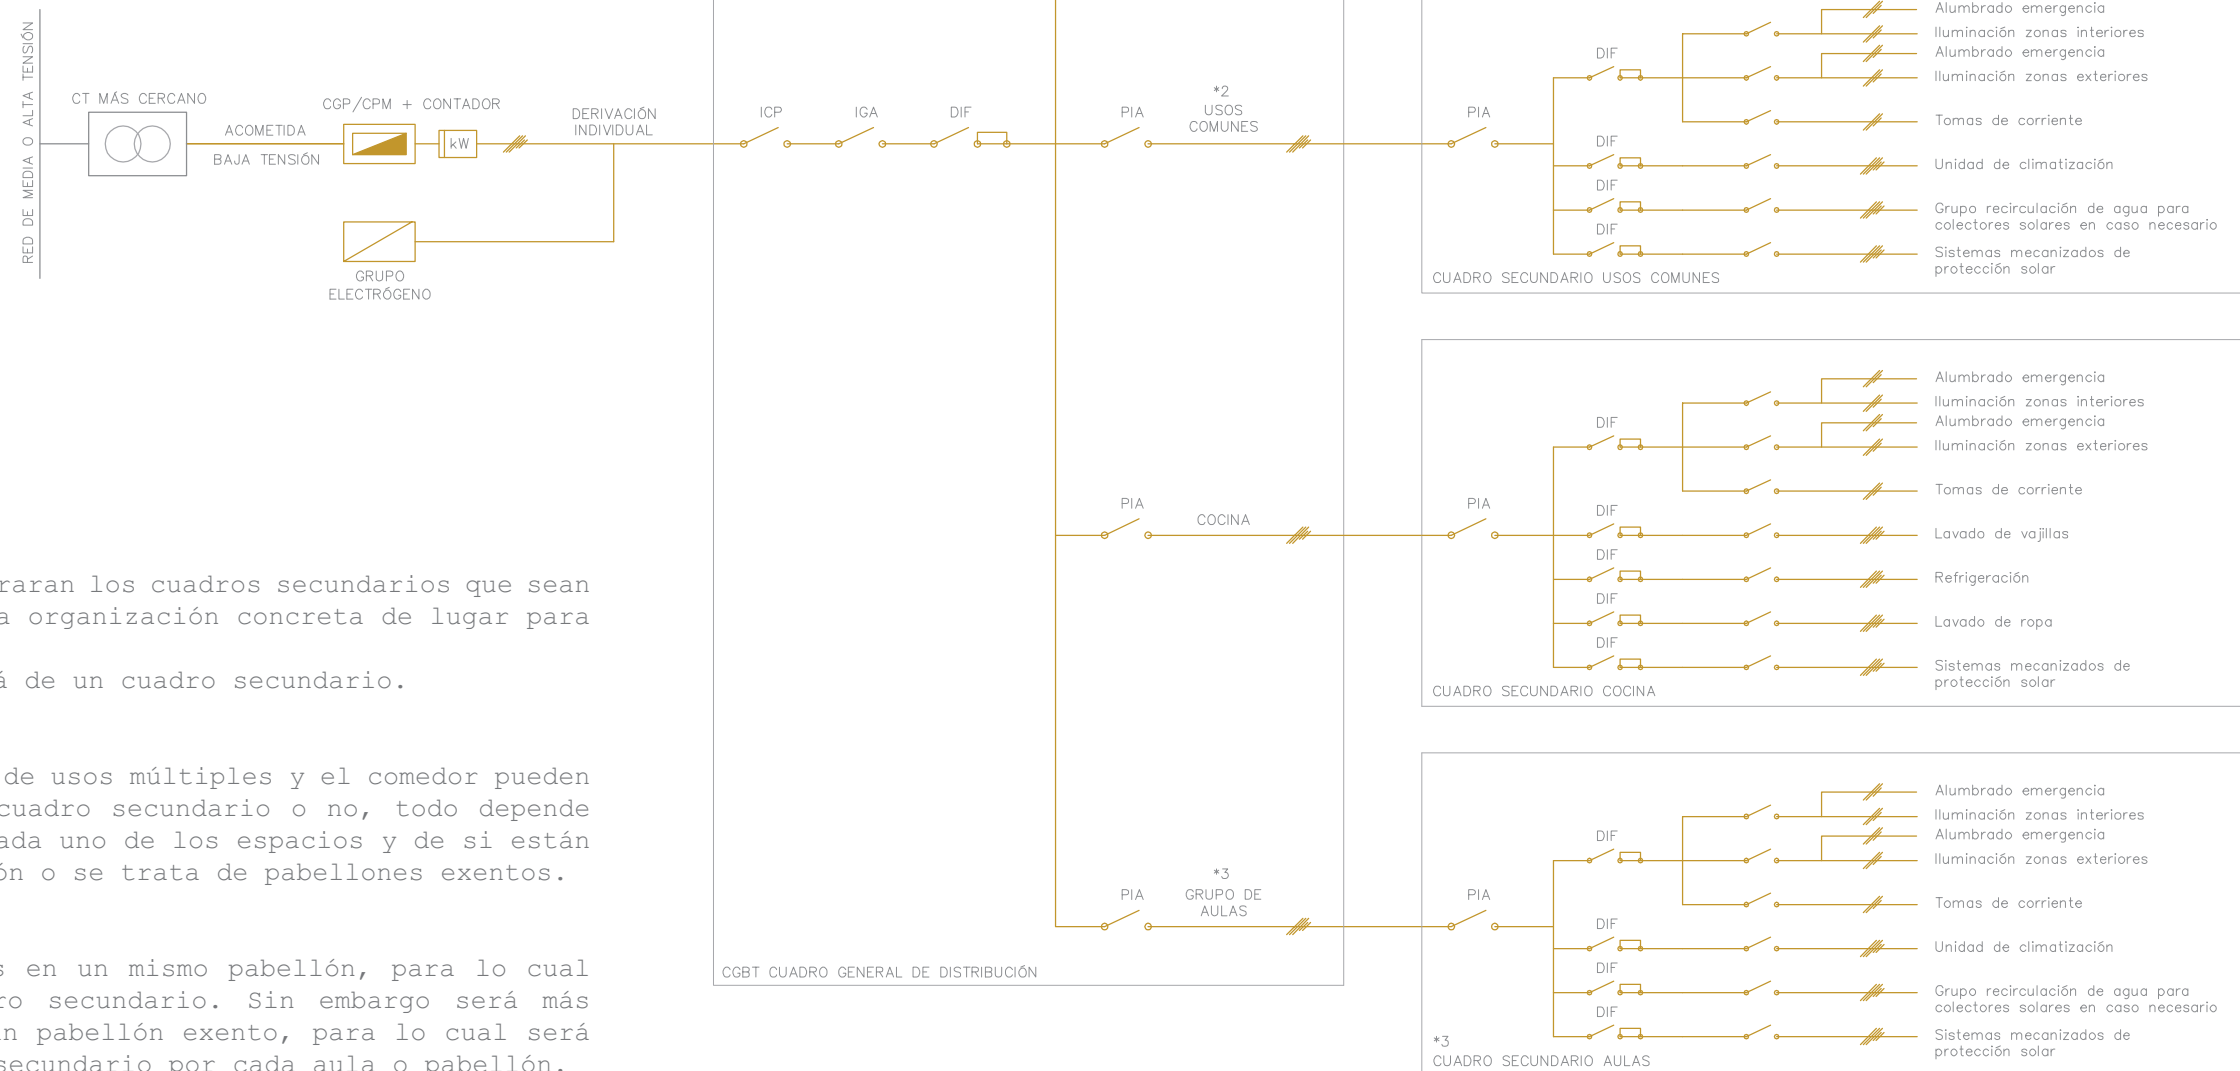 RED DE MEDIA O ALTA TENSIÓN
CT MÁS CERCANO
ACOMETIDA
BAJA TENSIÓN
CGP/CPM + CONTADOR
kW
DERIVACIÓN
INDIVIDUAL
GRUPO
ELECTRÓGENO
ICP
IGA
DIF
PIA
*2
USOS
COMUNES
PIA
COCINA
PIA
*3
GRUPO DE
AULAS
CGBT CUADRO GENERAL DE DISTRIBUCIÓN
PIA
DIF
DIF
DIF
DIF
Alumbrado emergencia
Iluminación zonas interiores
Alumbrado emergencia
Iluminación zonas exteriores
Tomas de corriente
Unidad de climatización
Grupo recirculación de agua para
colectores solares en caso necesario
Sistemas mecanizados de
protección solar
CUADRO SECUNDARIO USOS COMUNES
PIA
DIF
DIF
DIF
DIF
DIF
Alumbrado emergencia
Iluminación zonas interiores
Alumbrado emergencia
Iluminación zonas exteriores
Tomas de corriente
Lavado de vajillas
Refrigeración
Lavado de ropa
Sistemas mecanizados de
protección solar
CUADRO SECUNDARIO COCINA
PIA
DIF
DIF
DIF
DIF
Alumbrado emergencia
Iluminación zonas interiores
Alumbrado emergencia
Iluminación zonas exteriores
Tomas de corriente
Unidad de climatización
Grupo recirculación de agua para
colectores solares en caso necesario
Sistemas mecanizados de
protección solar
*3
CUADRO SECUNDARIO AULAS
raran los cuadros secundarios que sean
a organización concreta de lugar para
á de un cuadro secundario.
de usos múltiples y el comedor pueden
cuadro secundario o no, todo depende
ada uno de los espacios y de si están
ón o se trata de pabellones exentos.
s en un mismo pabellón, para lo cual
ro secundario. Sin embargo será más
un pabellón exento, para lo cual será
secundario por cada aula o pabellón.